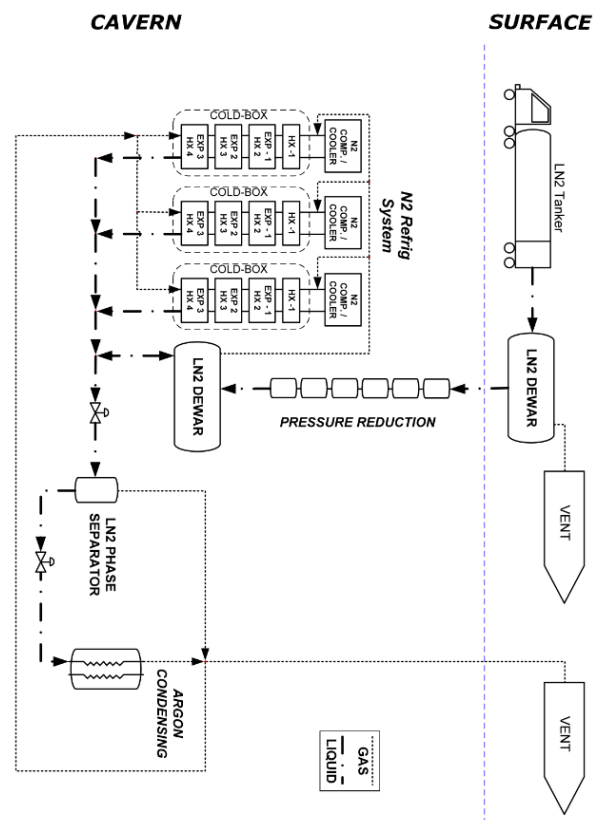 CAVERN
SURFACE
COLD-BOX
HX 4
EXP 3
HX 3
EXP 2
HX 2
EXP - 1
HX -1
N2
COMP. /
COOLER
COLD-BOX
HX 4
EXP 3
HX 3
EXP 2
HX 2
EXP - 1
HX -1
N2
COMP. /
COOLER
COLD-BOX
HX 4
EXP 3
HX 3
EXP 2
HX 2
EXP - 1
HX -1
N2
COMP. /
COOLER
N2 Refrig
System
LN2 Tanker
LN2 DEWAR
LN2 DEWAR
PRESSURE REDUCTION
VENT
LN2 PHASE
SEPARATOR
ARGON
CONDENSING
VENT
GAS
LIQUID